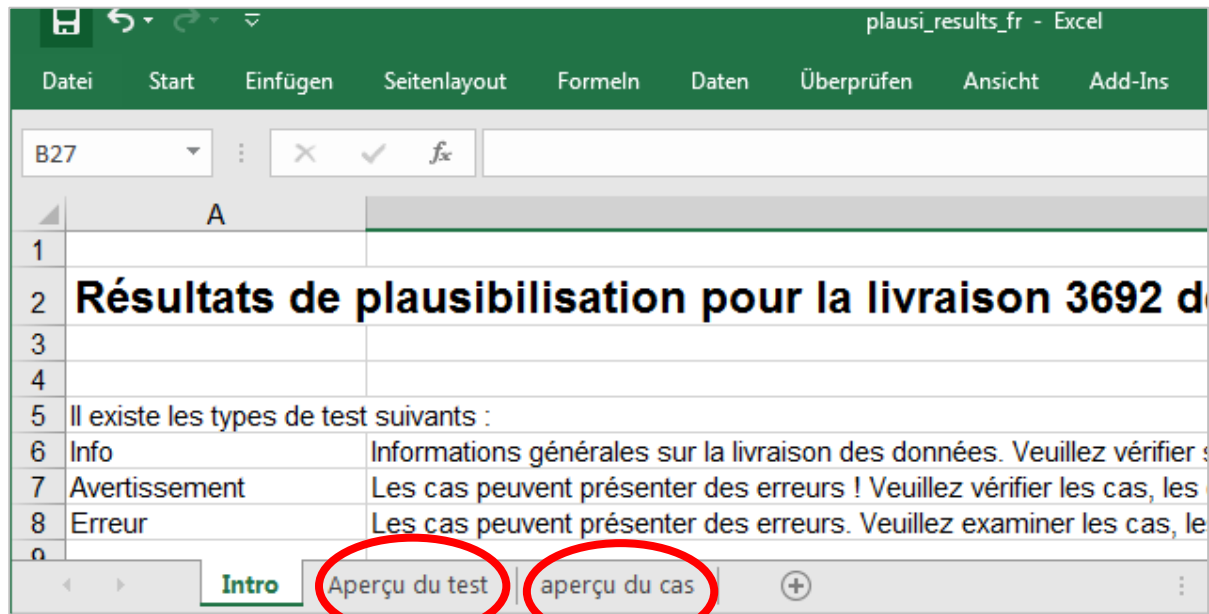 plausi_results_fr - Excel
Datei Start Einfügen Seitenlayout Formeln Daten Überprüfen Ansicht Add-Ins
B27 fx
A
1
2 Résultats de plausibilisation pour la livraison 3692
3
4
5 Il existe les types de test suivants :
6 Info Informations générales sur la livraison des données. Veuillez vérifier
7 Avertissement Les cas peuvent présenter des erreurs ! Veuillez vérifier les cas, les
8 Erreur Les cas peuvent présenter des erreurs. Veuillez examiner les cas,
9
Intro Aperçu du test aperçu du cas